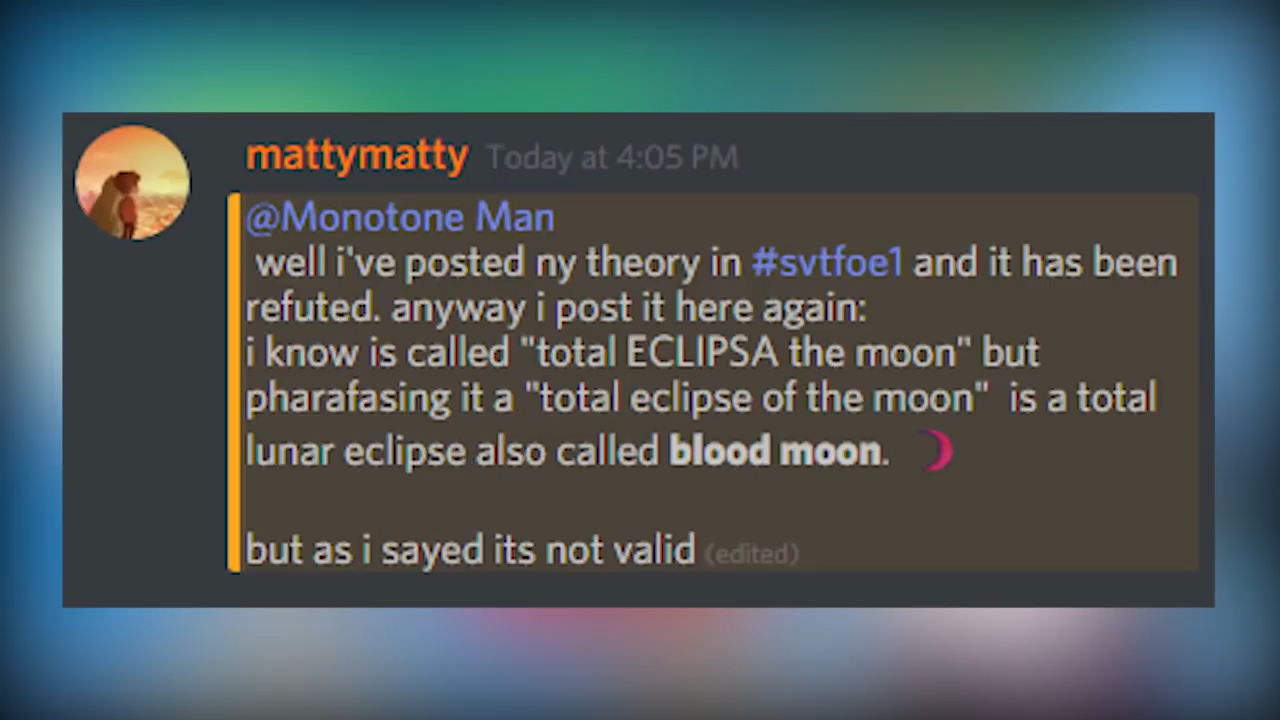 mattymatty Today at 4:05 PM
@Monotone Man
well i've posted ny theory in #svtfoe1 and it has been
refuted. anyway i post it here again:
i know is called "total ECLIPSA the moon" but
pharafasing it a "total eclipse of the moon" is a total
lunar eclipse also called blood moon.
but as i sayed its not valid (edited)